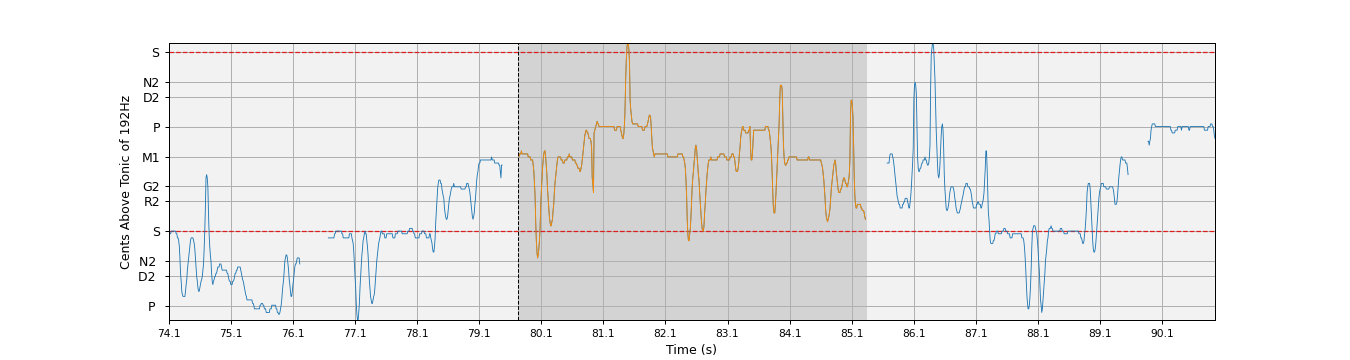 Cents Above Tonic of 192Hz
S
N2
D2
P
M1
G2
R2
S
N2
D2
P
74.1 75.1 76.1 77.1 78.1 79.1 80.1 81.1 82.1 83.1 84.1 85.1 86.1 87.1 88.1 89.1 90.1
Time (s)